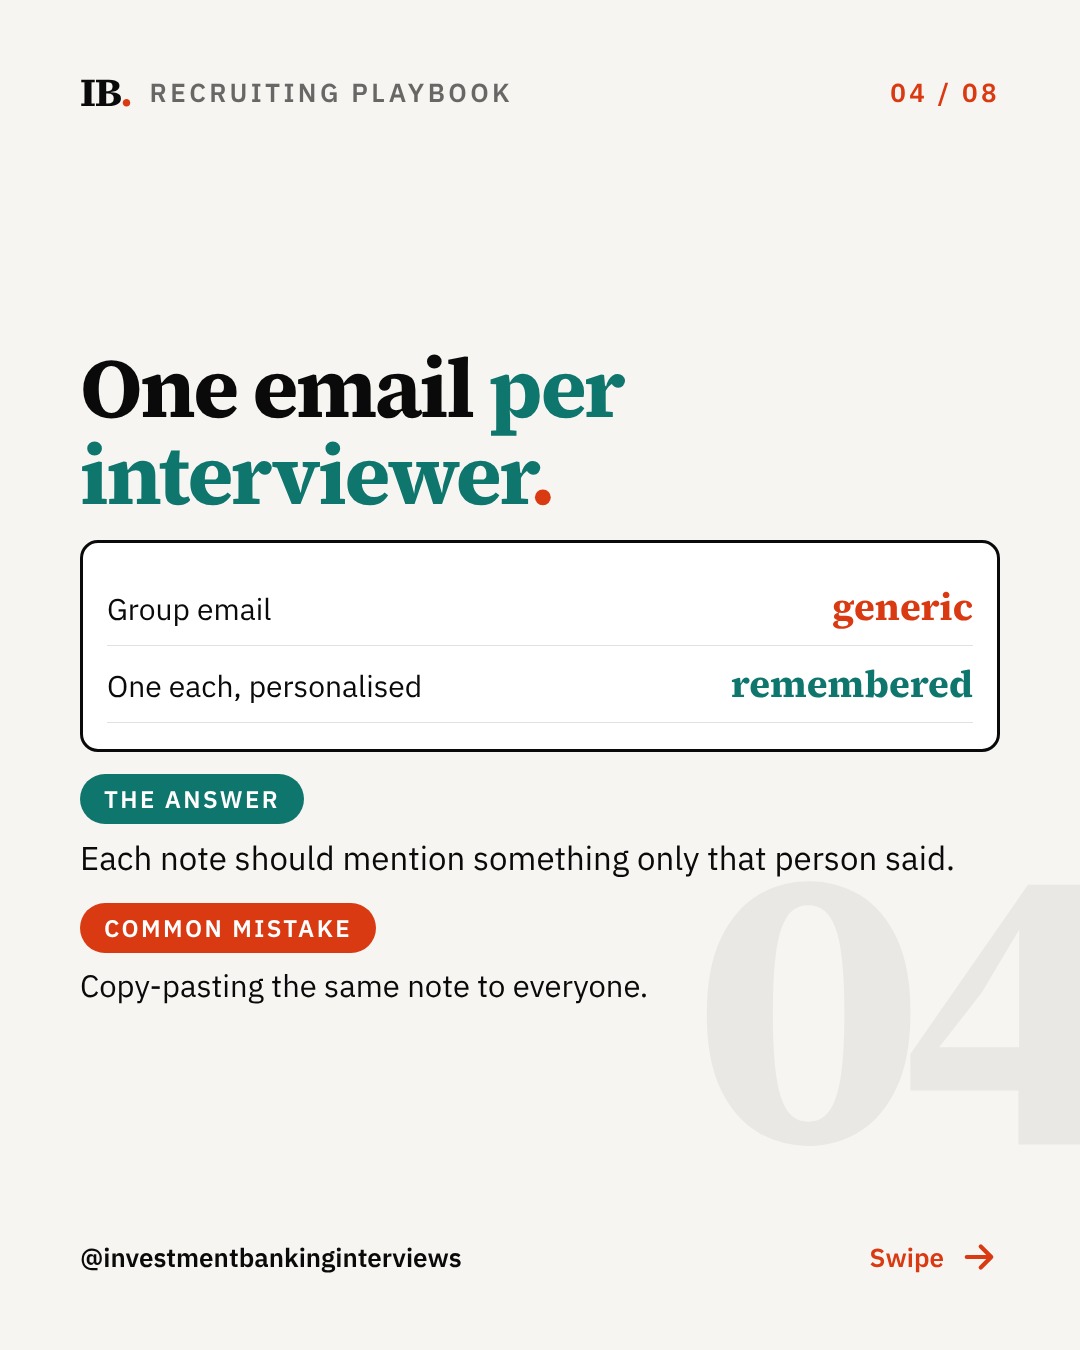 IB. RECRUITING PLAYBOOK 04 / 08
One email per
interviewer.
Group email generic
One each, personalised remembered
THE ANSWER
Each note should mention something only that person said.
COMMON MISTAKE
Copy-pasting the same note to everyone.
04
@investmentbankinginterviews Swipe →